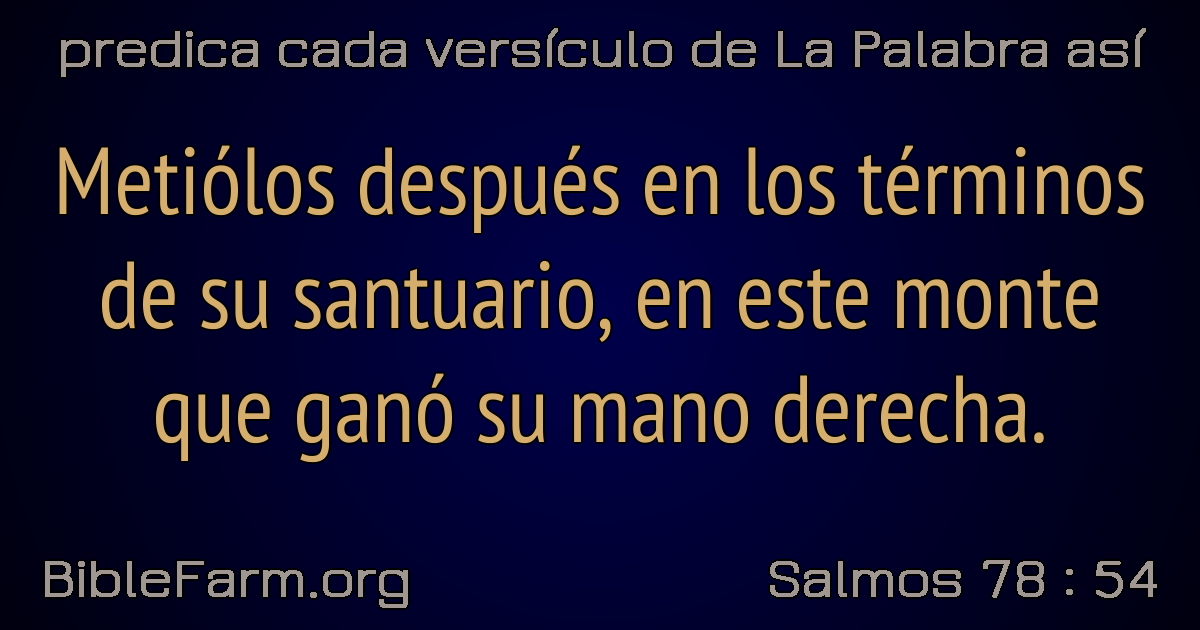 predica cada versículo de La Palabra así
Metiólos después en los términos
de su santuario, en este monte
que ganó su mano derecha.
BibleFarm.org
Salmos 78 : 54